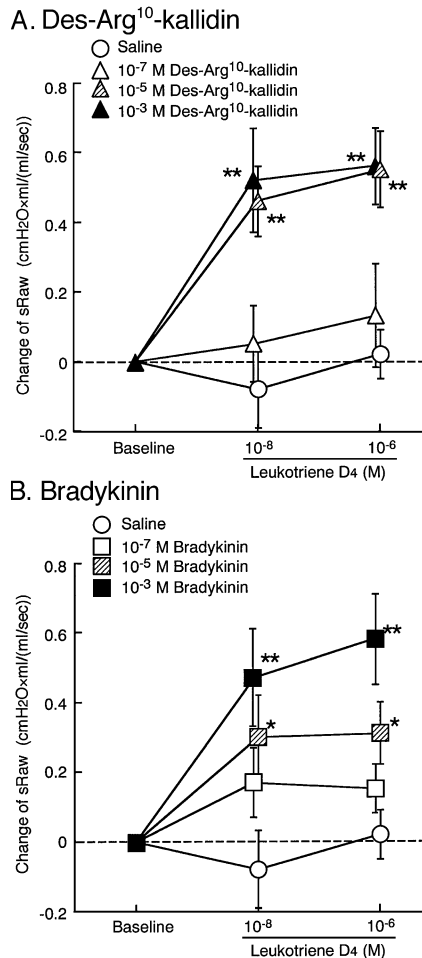 A. Des-Arg¹⁰-kallidin
Saline
10⁻⁷ M Des-Arg¹⁰-kallidin
10⁻⁵ M Des-Arg¹⁰-kallidin
10⁻³ M Des-Arg¹⁰-kallidin
Change of sRaw (cmH2O×ml/(ml/sec))
0.8
0.6
0.4
0.2
0
-0.2
**
**
**
**
Baseline
10⁻⁸
10⁻⁶
Leukotriene D4 (M)
B. Bradykinin
Saline
10⁻⁷ M Bradykinin
10⁻⁵ M Bradykinin
10⁻³ M Bradykinin
Change of sRaw (cmH2O×ml/(ml/sec))
0.8
0.6
0.4
0.2
0
-0.2
**
**
*
*
Baseline
10⁻⁸
10⁻⁶
Leukotriene D4 (M)